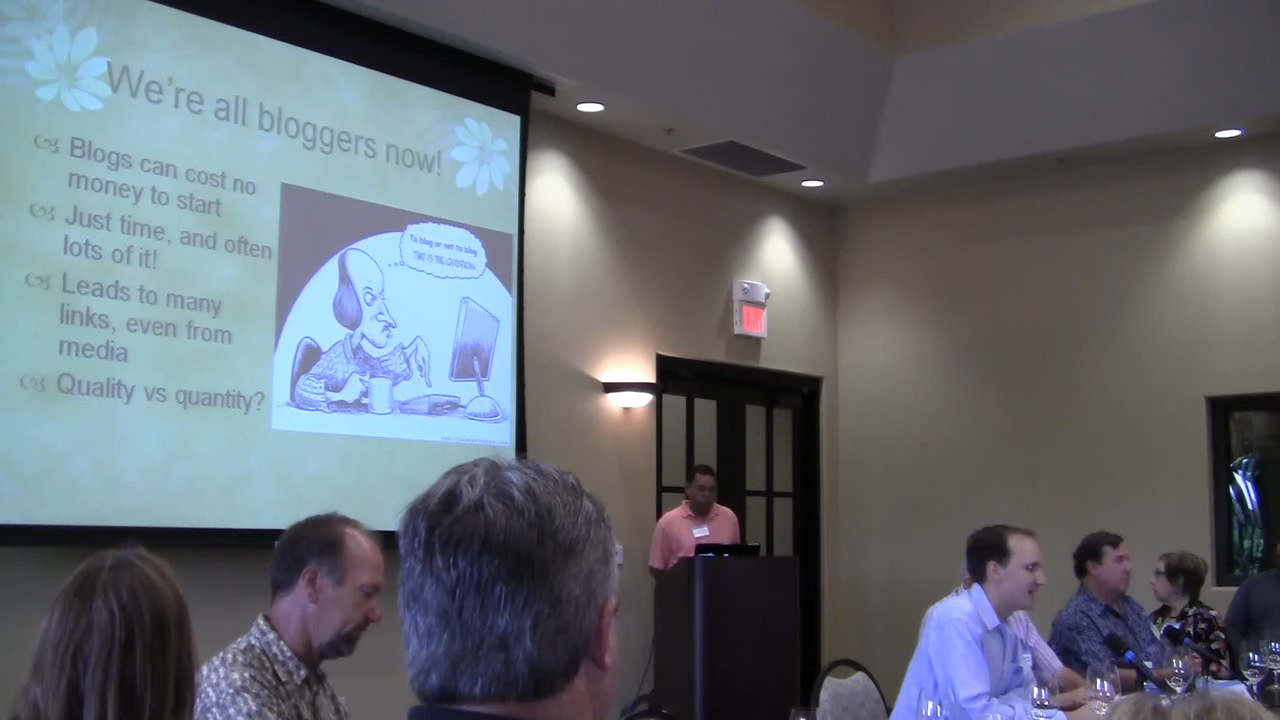 We're all bloggers now!
Blogs can cost no
money to start
Just time, and often
lots of it!
Leads to many
links, even from
media
Quality vs quantity?
To blog or not to blog
THAT IS THE QUESTION.
EXIT